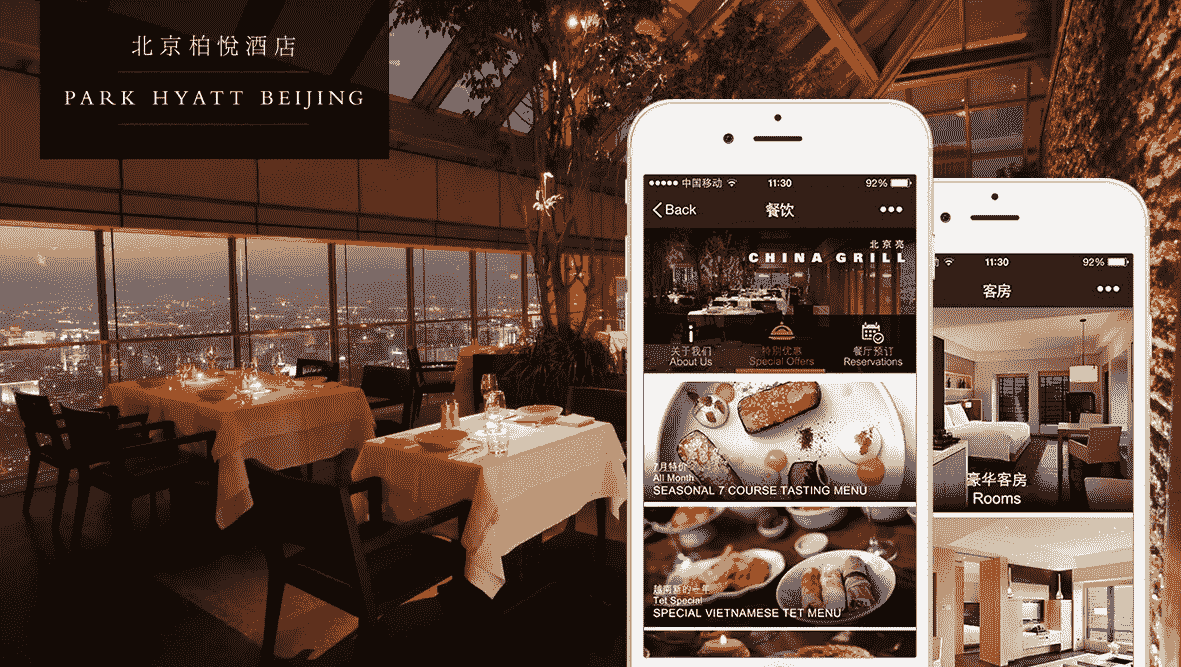 北京柏悦酒店
PARK HYATT BEIJING
中国移动 11:30 92%
Back 餐饮
北京亮
CHINA GRILL
关于我们
About Us
特别优惠
Special Offers
餐厅预订
Reservations
7月特价
All Month
SEASONAL 7 COURSE TASTING MENU
越南新的一年
Tet Special
SPECIAL VIETNAMESE TET MENU
11:30 92%
客房
豪华客房
Rooms